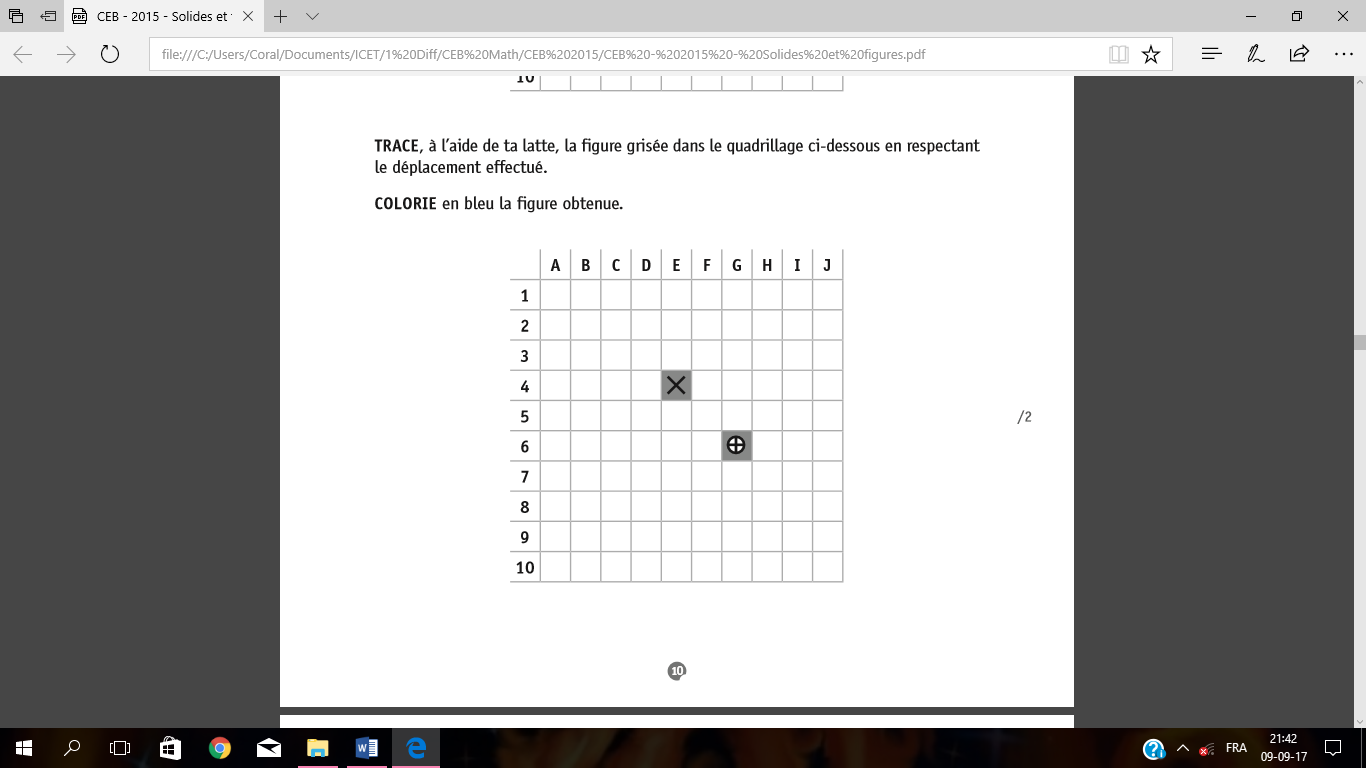 CEB - 2015 - Solides et
file:///C:/Users/Coral/Documents/ICET/1%20Diff/CEB%20Math/CEB%202015/CEB%20-%202015%20-%20Solides%20et%20figures.pdf
10
TRACE, à l'aide de ta latte, la figure grisée dans le quadrillage ci-dessous en respectant
le déplacement effectué.
COLORIE en bleu la figure obtenue.
A B C D E F G H I J
1
2
3
4
5
/2
6
7
8
9
10
10
FRA
21:42
09-09-17